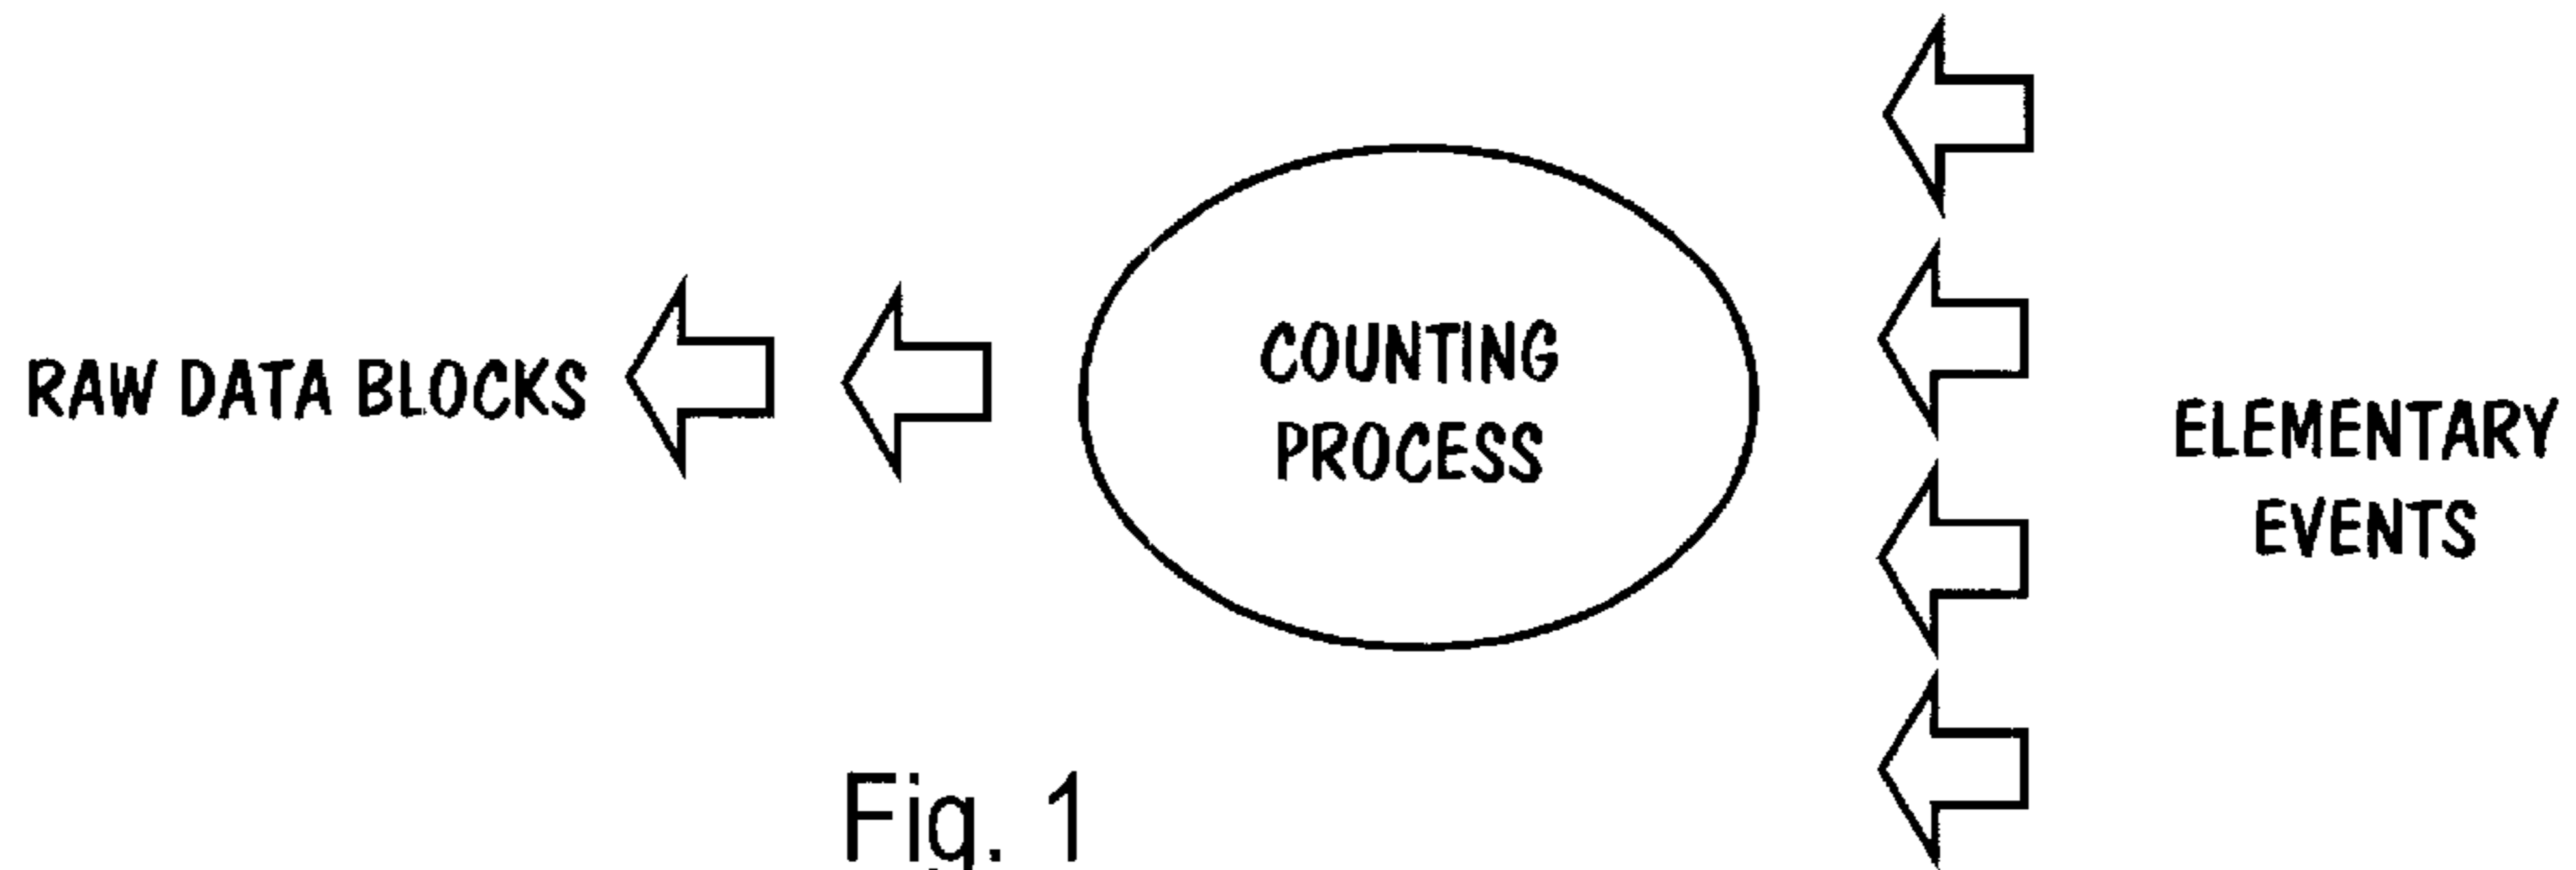 RAW DATA BLOCKS
COUNTING
PROCESS
ELEMENTARY
EVENTS
Fig. 1